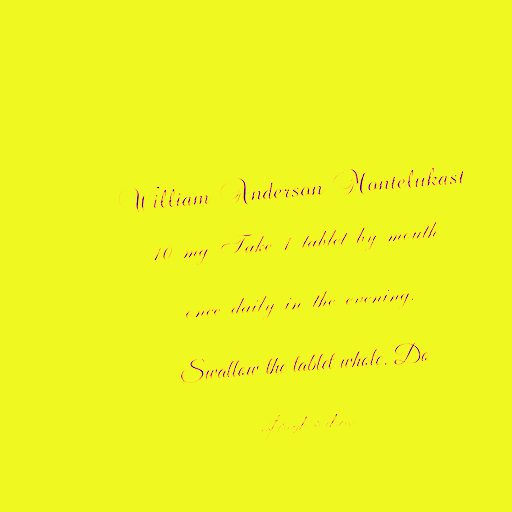 William Anderson Montelukast
10 mg Take 1 tablet by mouth
once daily in the evening.
Swallow the tablet whole. Do